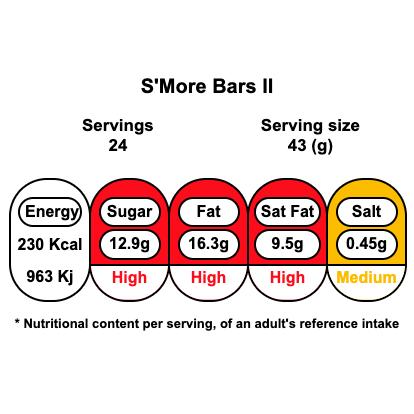 S'More Bars II
Servings
24
Serving size
43 (g)
Energy
230 Kcal
963 Kj
Sugar
12.9g
High
Fat
16.3g
High
Sat Fat
9.5g
High
Salt
0.45g
Medium
* Nutritional content per serving, of an adult's reference intake